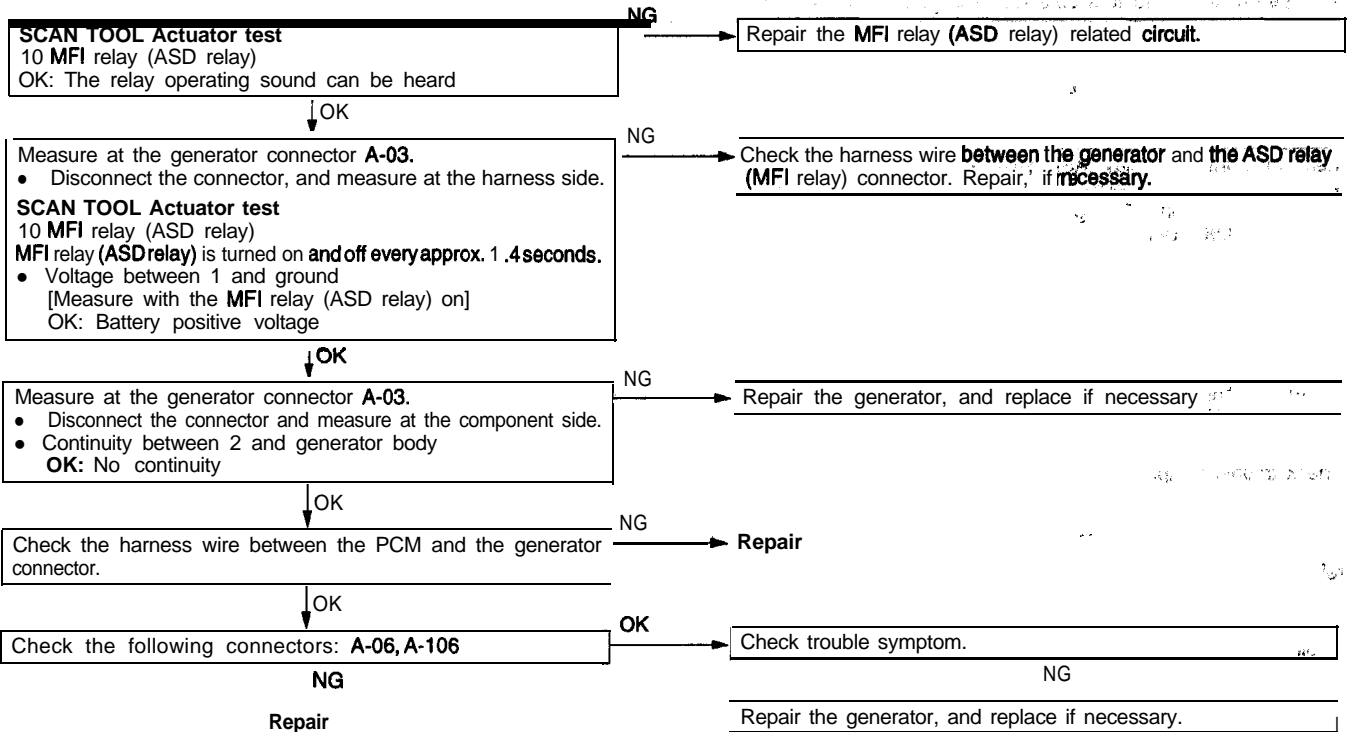 NG
SCAN TOOL Actuator test
10 MFI relay (ASD relay)
OK: The relay operating sound can be heard
Repair the MFI relay (ASD relay) related circuit.
OK
Measure at the generator connector A-03.
• Disconnect the connector, and measure at the harness side.
SCAN TOOL Actuator test
10 MFI relay (ASD relay)
MFI relay (ASD relay) is turned on and off every approx. 1 .4 seconds.
• Voltage between 1 and ground
[Measure with the MFI relay (ASD relay) on]
OK: Battery positive voltage
NG
Check the harness wire between the generator and the ASD relay
(MFI relay) connector. Repair,' if necessary.
OK
Measure at the generator connector A-03.
• Disconnect the connector and measure at the component side.
• Continuity between 2 and generator body
OK: No continuity
NG
Repair the generator, and replace if necessary
OK
Check the harness wire between the PCM and the generator
connector.
NG
Repair
OK
Check the following connectors: A-06, A-106
OK
Check trouble symptom.
NG
Repair
NG
Repair the generator, and replace if necessary.